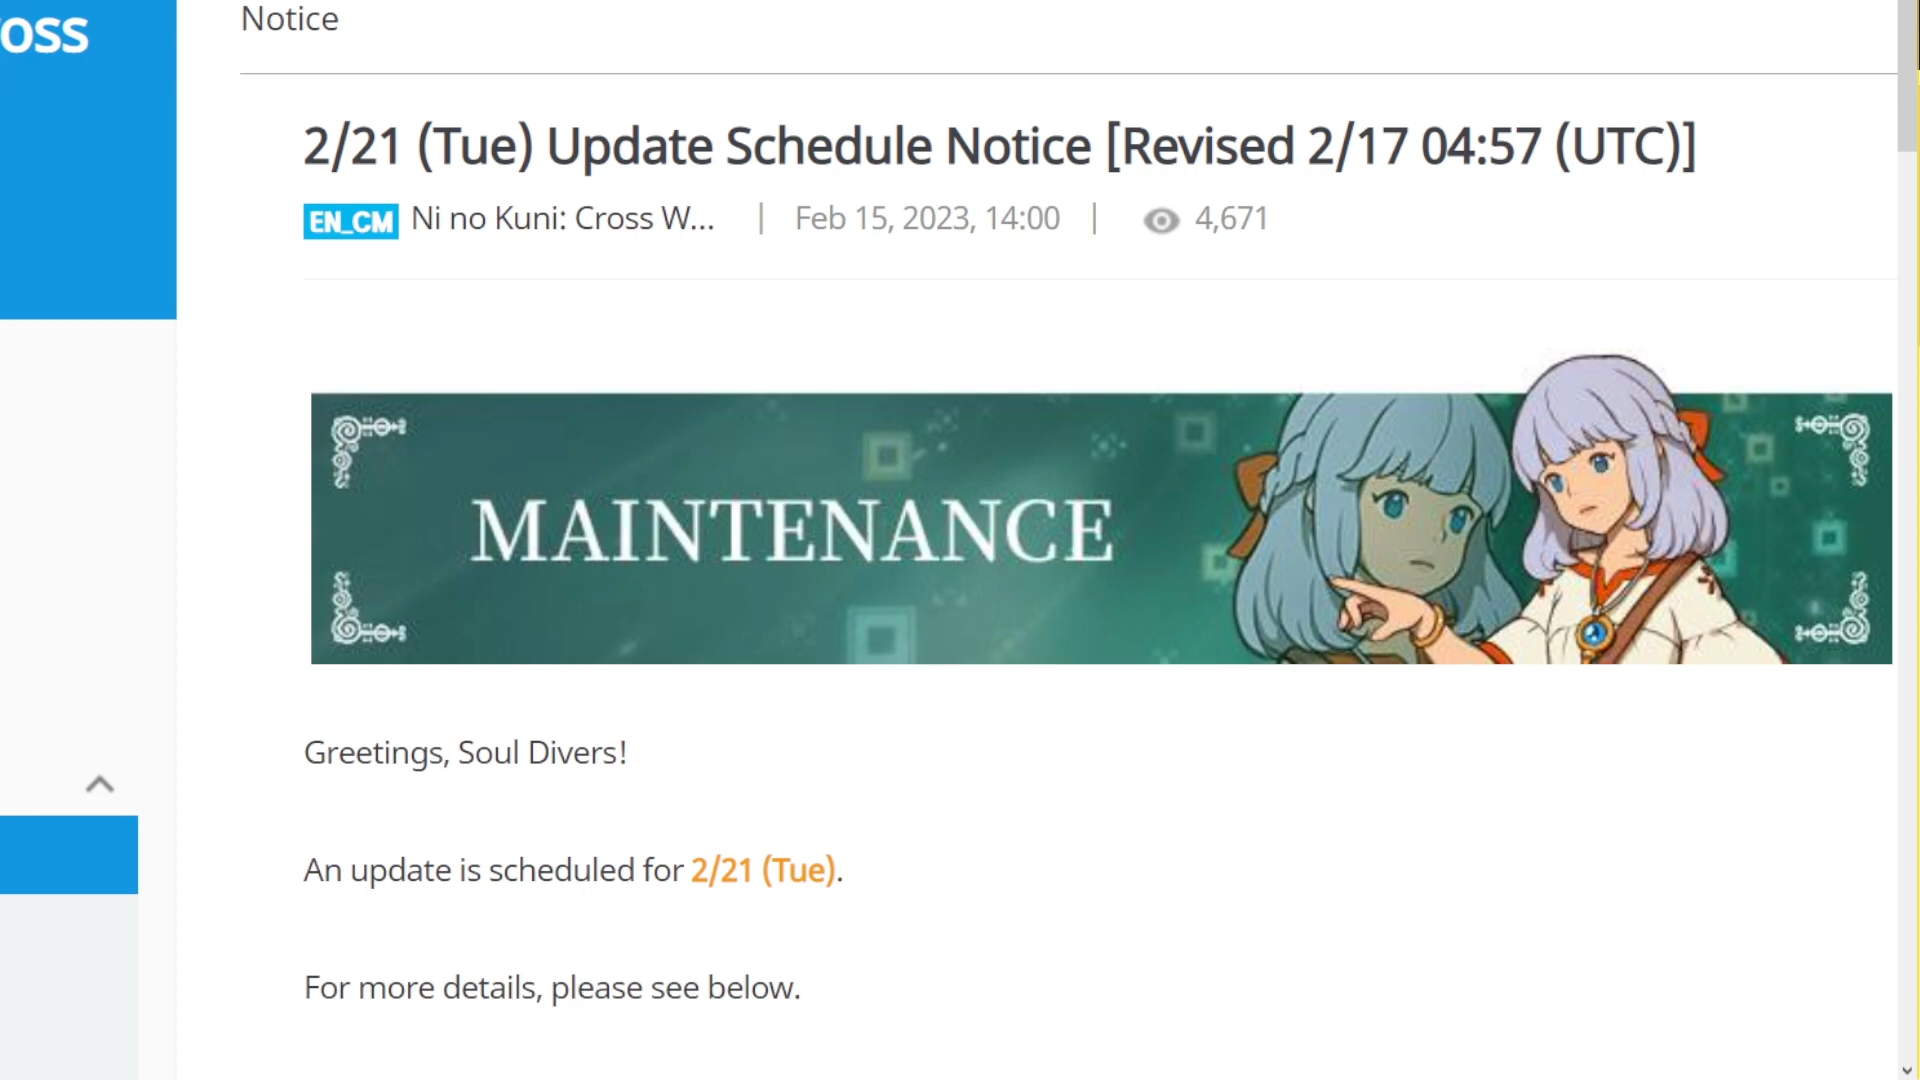 oss
Notice
2/21 (Tue) Update Schedule Notice [Revised 2/17 04:57 (UTC)]
EN_CM Ni no Kuni: Cross W... | Feb 15, 2023, 14:00 | 4,671
MAINTENANCE
Greetings, Soul Divers!
An update is scheduled for 2/21 (Tue).
For more details, please see below.